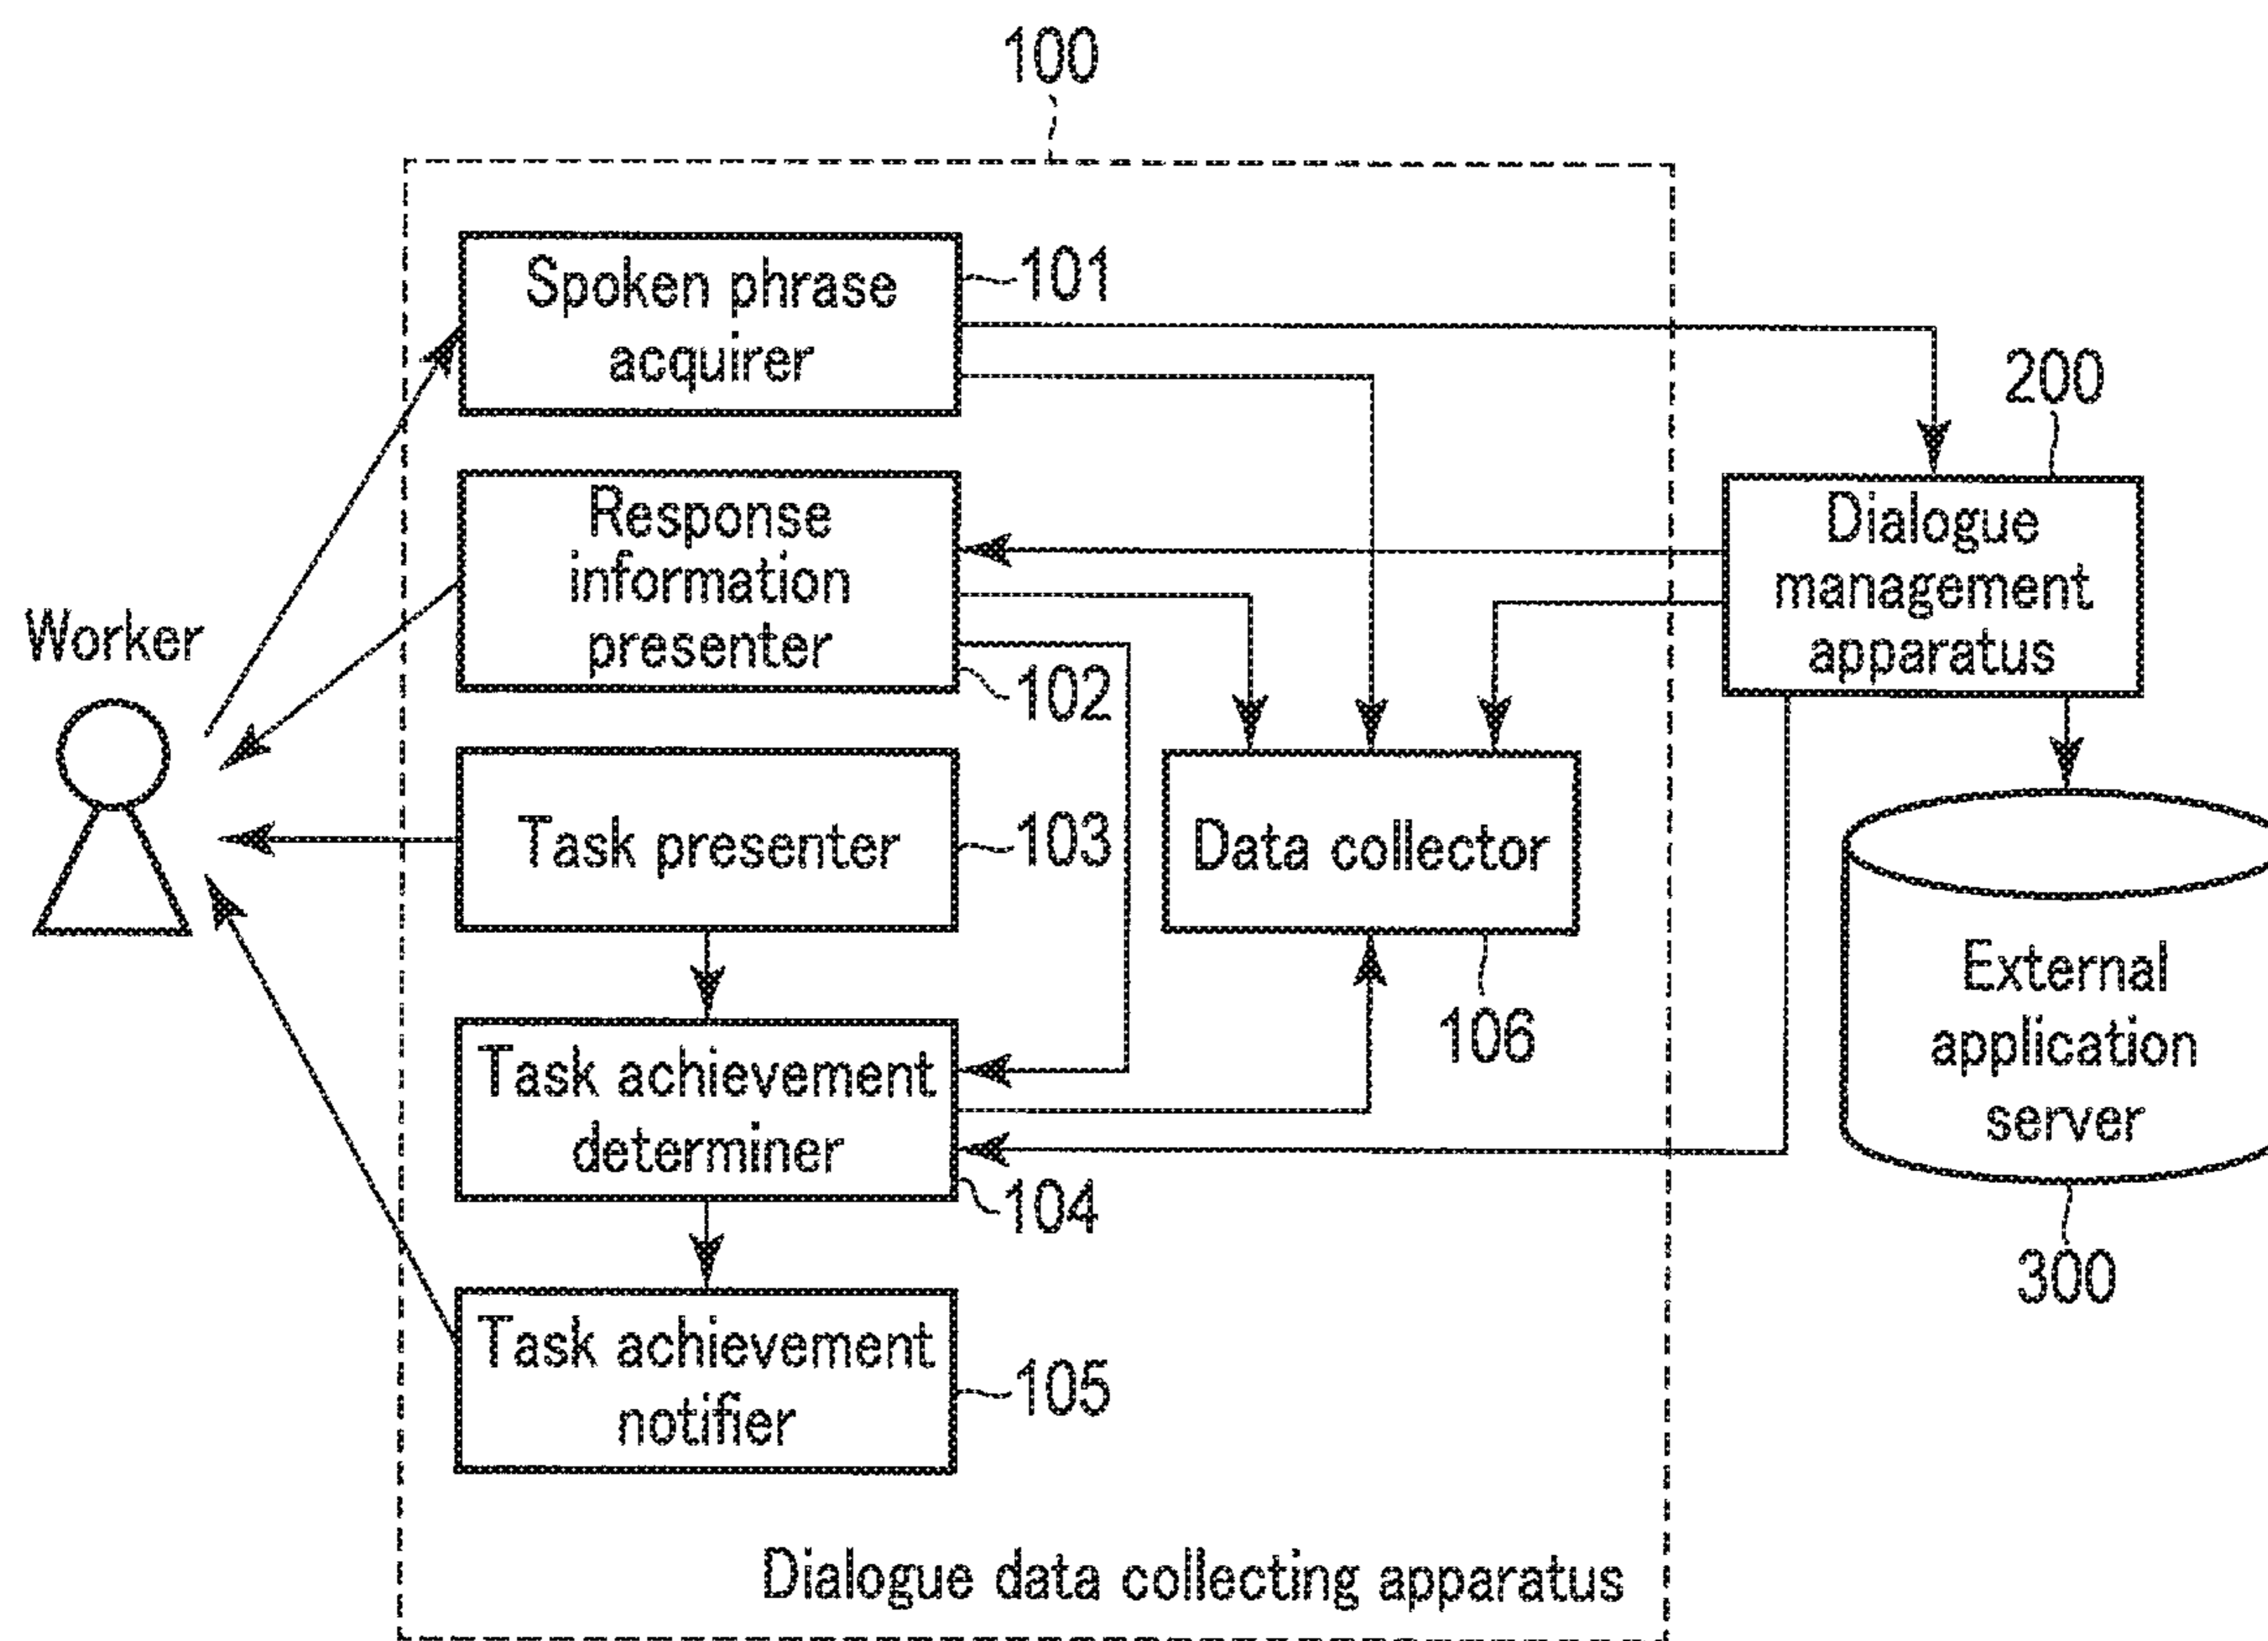 100
Spoken phrase
acquirer
101
200
Response
information
presenter
102
Dialogue
management
apparatus
Worker
Task presenter
103
Data collector
106
External
application
server
300
Task achievement
determiner
104
Task achievement
notifier
105
Dialogue data collecting apparatus